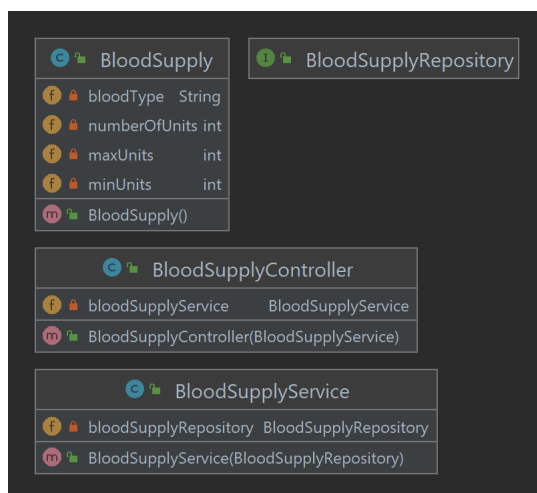 BloodSupply
bloodType String
numberOfUnits int
maxUnits int
minUnits int
BloodSupply()
BloodSupplyRepository
BloodSupplyController
bloodSupplyService BloodSupplyService
BloodSupplyController(BloodSupplyService)
BloodSupplyService
bloodSupplyRepository BloodSupplyRepository
BloodSupplyService(BloodSupplyRepository)